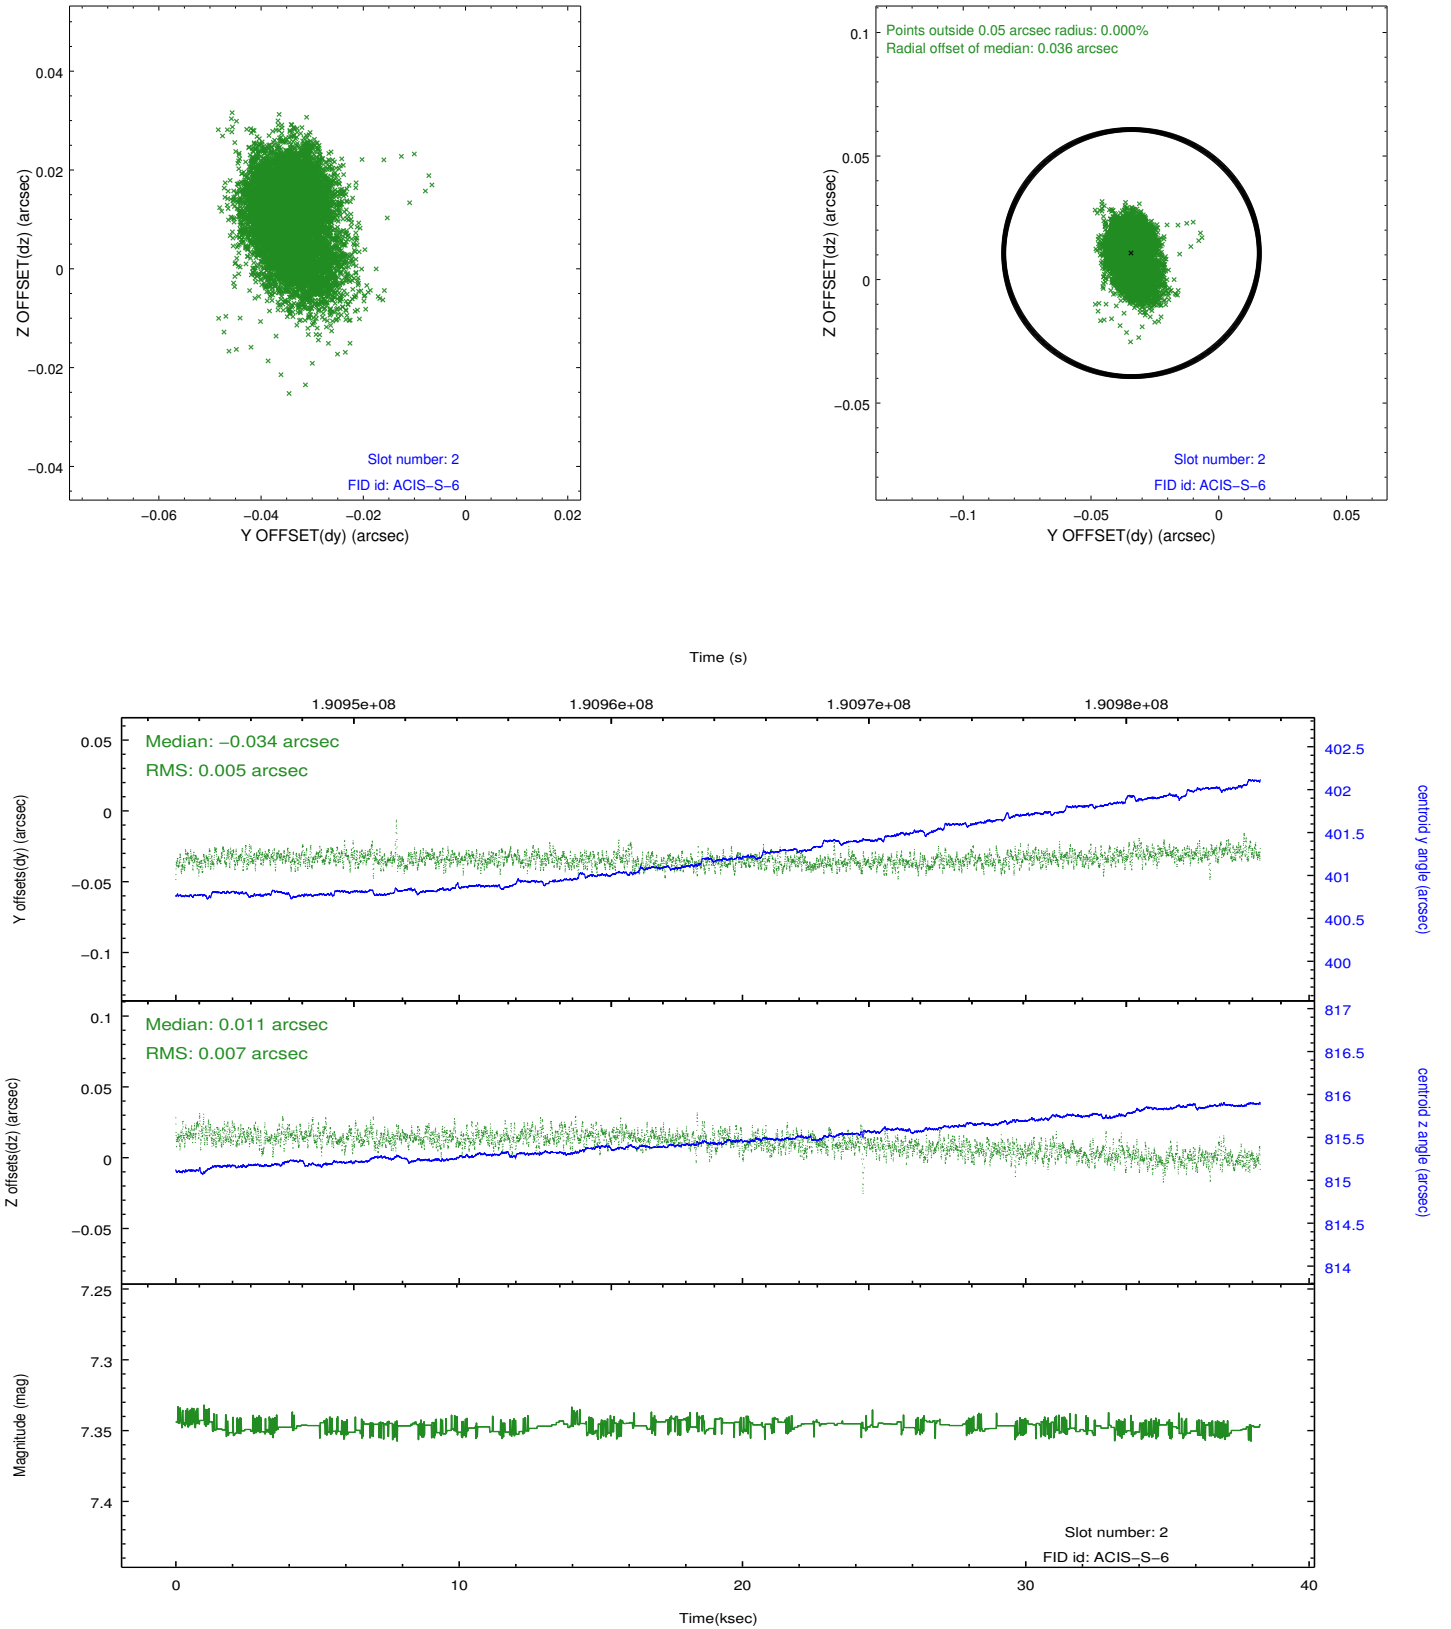 0.04
0.02
0
−0.02
−0.04
Z OFFSET(dz) (arcsec)
Slot number: 2
FID id: ACIS−S−6
−0.06
−0.04
−0.02
0
0.02
Y OFFSET(dy) (arcsec)
Points outside 0.05 arcsec radius: 0.000%
Radial offset of median: 0.036 arcsec
0.1
0.05
0
−0.05
Z OFFSET(dz) (arcsec)
Slot number: 2
FID id: ACIS−S−6
−0.1
−0.05
0
0.05
Y OFFSET(dy) (arcsec)
Time (s)
1.9095e+08
1.9096e+08
1.9097e+08
1.9098e+08
Median: −0.034 arcsec
RMS: 0.005 arcsec
0.05
0
−0.05
−0.1
Y offsets(dy) (arcsec)
402.5
402
401.5
401
400.5
400
centroid y angle (arcsec)
Median: 0.011 arcsec
RMS: 0.007 arcsec
0.1
0.05
0
−0.05
Z offsets(dz) (arcsec)
817
816.5
816
815.5
815
814.5
814
centroid z angle (arcsec)
7.25
7.3
7.35
7.4
Magnitude (mag)
Slot number: 2
FID id: ACIS−S−6
0
10
20
30
40
Time(ksec)